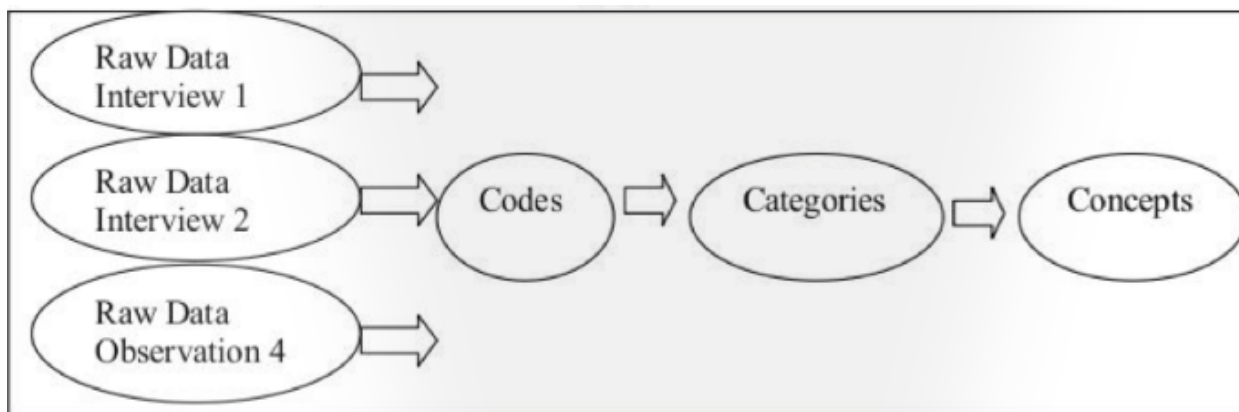 Raw Data
Interview 1
Raw Data
Interview 2
Codes
Categories
Concepts
Raw Data
Observation 4